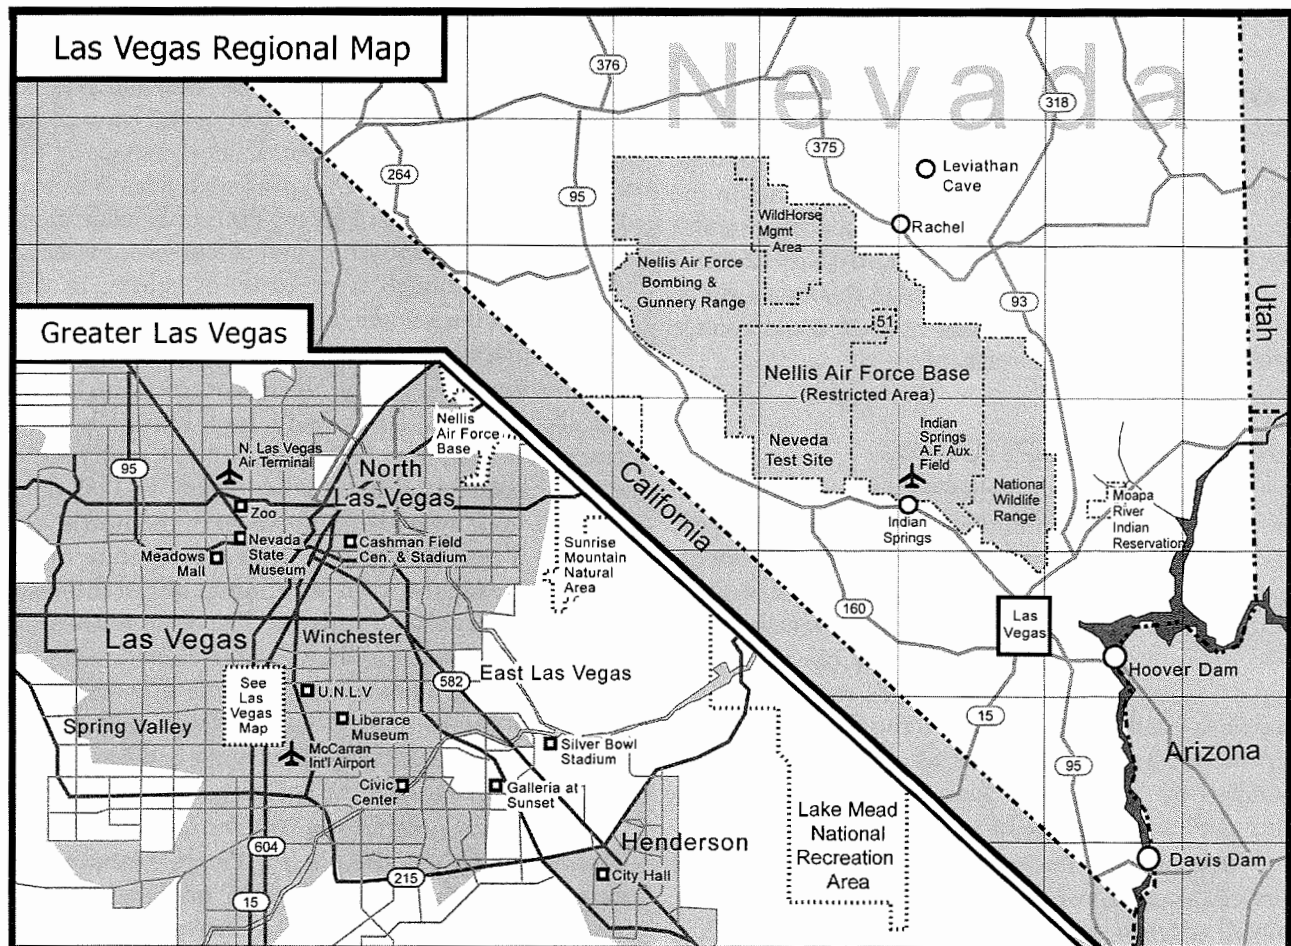 Las Vegas Regional Map
Nevada
376
318
375
264
95
Leviathan
Cave
Rachel
WildHorse
Mgmt
Area
Nellis Air Force
Bombing &
Gunnery Range
93
51
Utah
Nellis Air Force Base
(Restricted Area)
Indian
Springs
A.F. Aux.
Field
Neveda
Test Site
National
Wildlife
Range
Moapa
River
Indian
Reservation
Indian
Springs
California
160
Las
Vegas
Hoover Dam
15
95
Arizona
Davis Dam
Greater Las Vegas
Nellis
Air Force
Base
95
N. Las Vegas
Air Terminal
North
Las Vegas
Zoo
Nevada
State
Museum
Meadows
Mall
Cashman Field
Cen. & Stadium
Sunrise
Mountain
Natural
Area
Las Vegas
Winchester
East Las Vegas
582
See
Las
Vegas
Map
U.N.L.V
Spring Valley
Liberace
Museum
McCarran
Int'l Airport
Silver Bowl
Stadium
Civic
Center
Galleria at
Sunset
Lake Mead
National
Recreation
Area
Henderson
604
City Hall
215
15